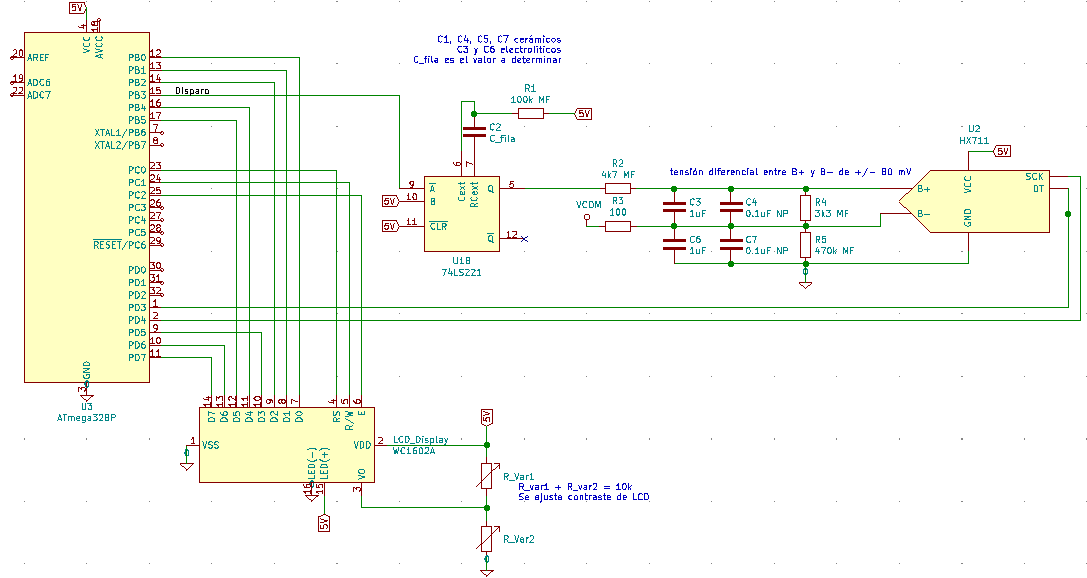 5V
4
18
VCC
AVCC
20
AREF
19
ADC6
22
ADC7
PB0
12
PB1
13
PB2
14
PB3
15
Disparo
PB4
16
PB5
17
XTAL1/PB6
7
XTAL2/PB7
8
PC0
23
PC1
24
PC2
25
PC3
26
PC4
27
PC5
28
RESET/PC6
29
PD0
30
PD1
31
PD2
32
PD3
1
PD4
2
PD5
9
PD6
10
PD7
11
GND
3
U3
ATmega328P
C1, C4, C5, C7 cerámicos
C3 y C6 electrolíticos
C_fila es el valor a determinar
R1
100k MF
5V
C2
C_fila
6
7
Cext
RCext
9
A
5V
10
B
5V
11
CLR
Q
5
Q
12
U1B
74LS221
R2
4k7 MF
R3
100
VCOM
tensión diferencial entre B+ y B- de +/- 80 mV
C3
1uF
C4
0.1uF NP
R4
3k3 MF
C6
1uF
C7
0.1uF NP
R5
470k MF
U2
HX711
5V
VCC
B+
B-
GND
SCK
DT
14
13
12
11
10
9
8
7
4
5
6
D7
D6
D5
D4
D3
D2
D1
D0
RS
R/W
E
1
VSS
VDD
2
LED(-)
LED(+)
VO
16
15
3
5V
LCD_Display
WC1602A
5V
R_Var1
R_var1 + R_var2 = 10k
Se ajusta contraste de LCD
R_Var2